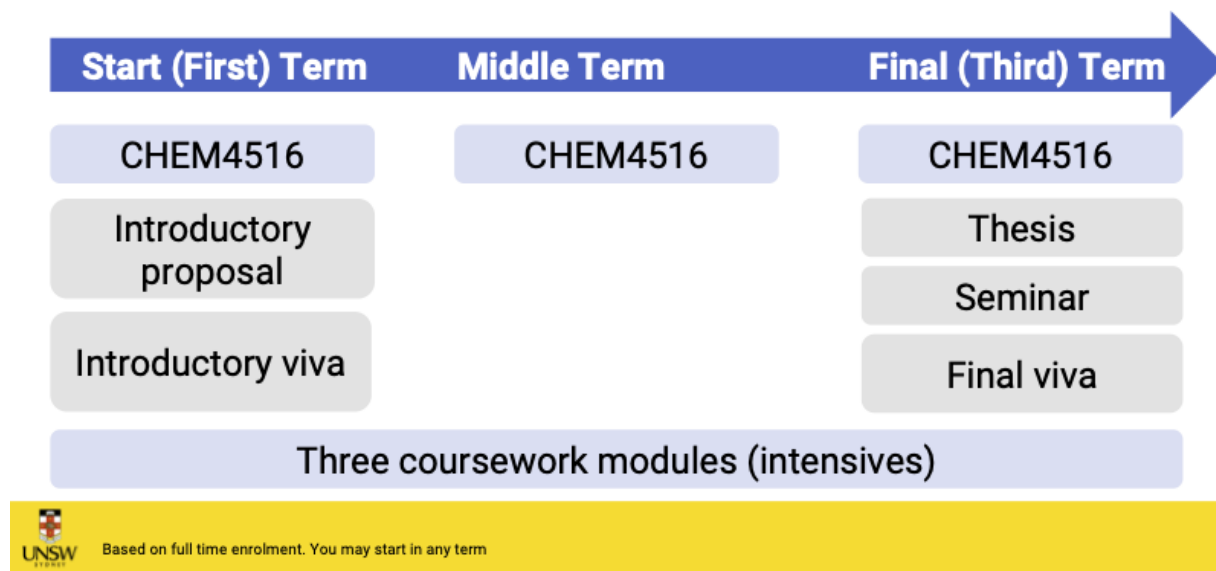 Start (First) Term
Middle Term
Final (Third) Term
CHEM4516
CHEM4516
CHEM4516
Introductory
proposal
Introductory viva
Thesis
Seminar
Final viva
Three coursework modules (intensives)
UNSW
SYDNEY
Based on full time enrolment. You may start in any term